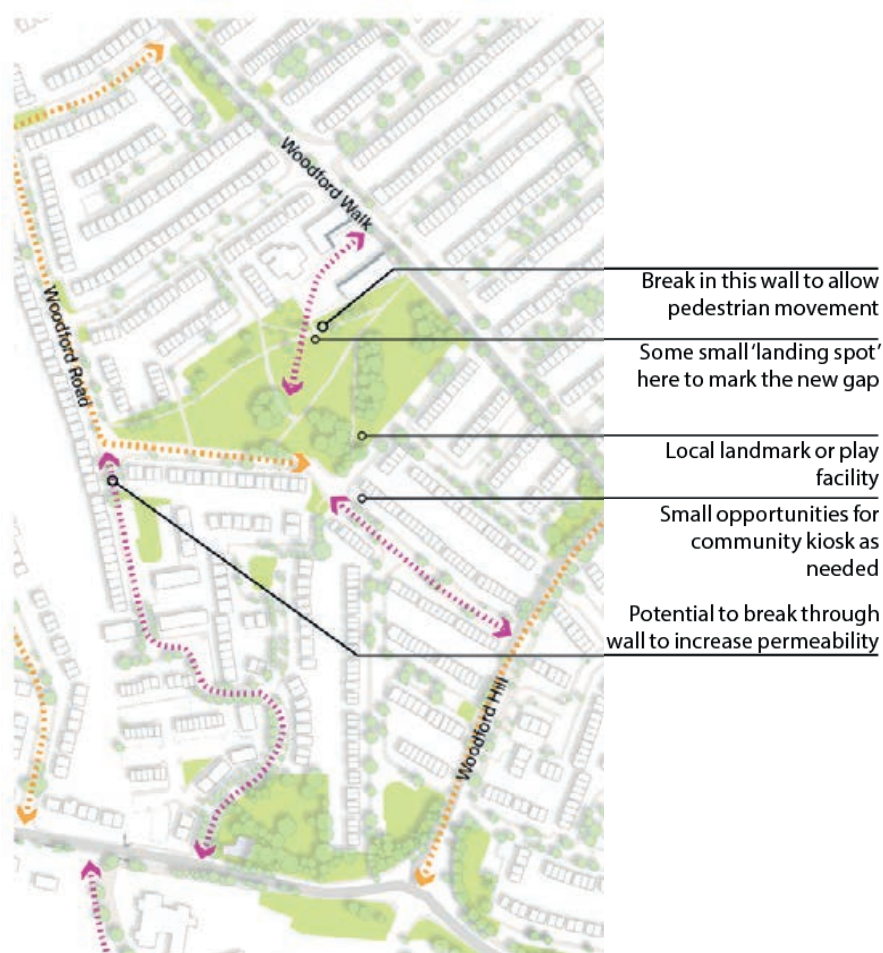 Woodford Walk
Break in this wall to allow
pedestrian movement
Woodford Road
Some small ‘landing spot’
here to mark the new gap
Local landmark or play
facility
Small opportunities for
community kiosk as
needed
Potential to break through
wall to increase permeability
Woodford Hill